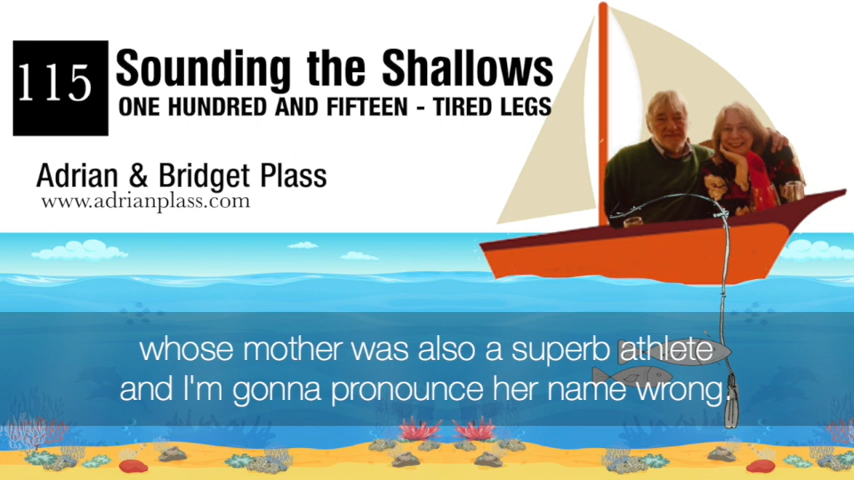 115
Sounding the Shallows
ONE HUNDRED AND FIFTEEN - TIRED LEGS
Adrian & Bridget Plass
www.adrianplass.com
whose mother was also a superb athlete
and I'm gonna pronounce her name wrong.